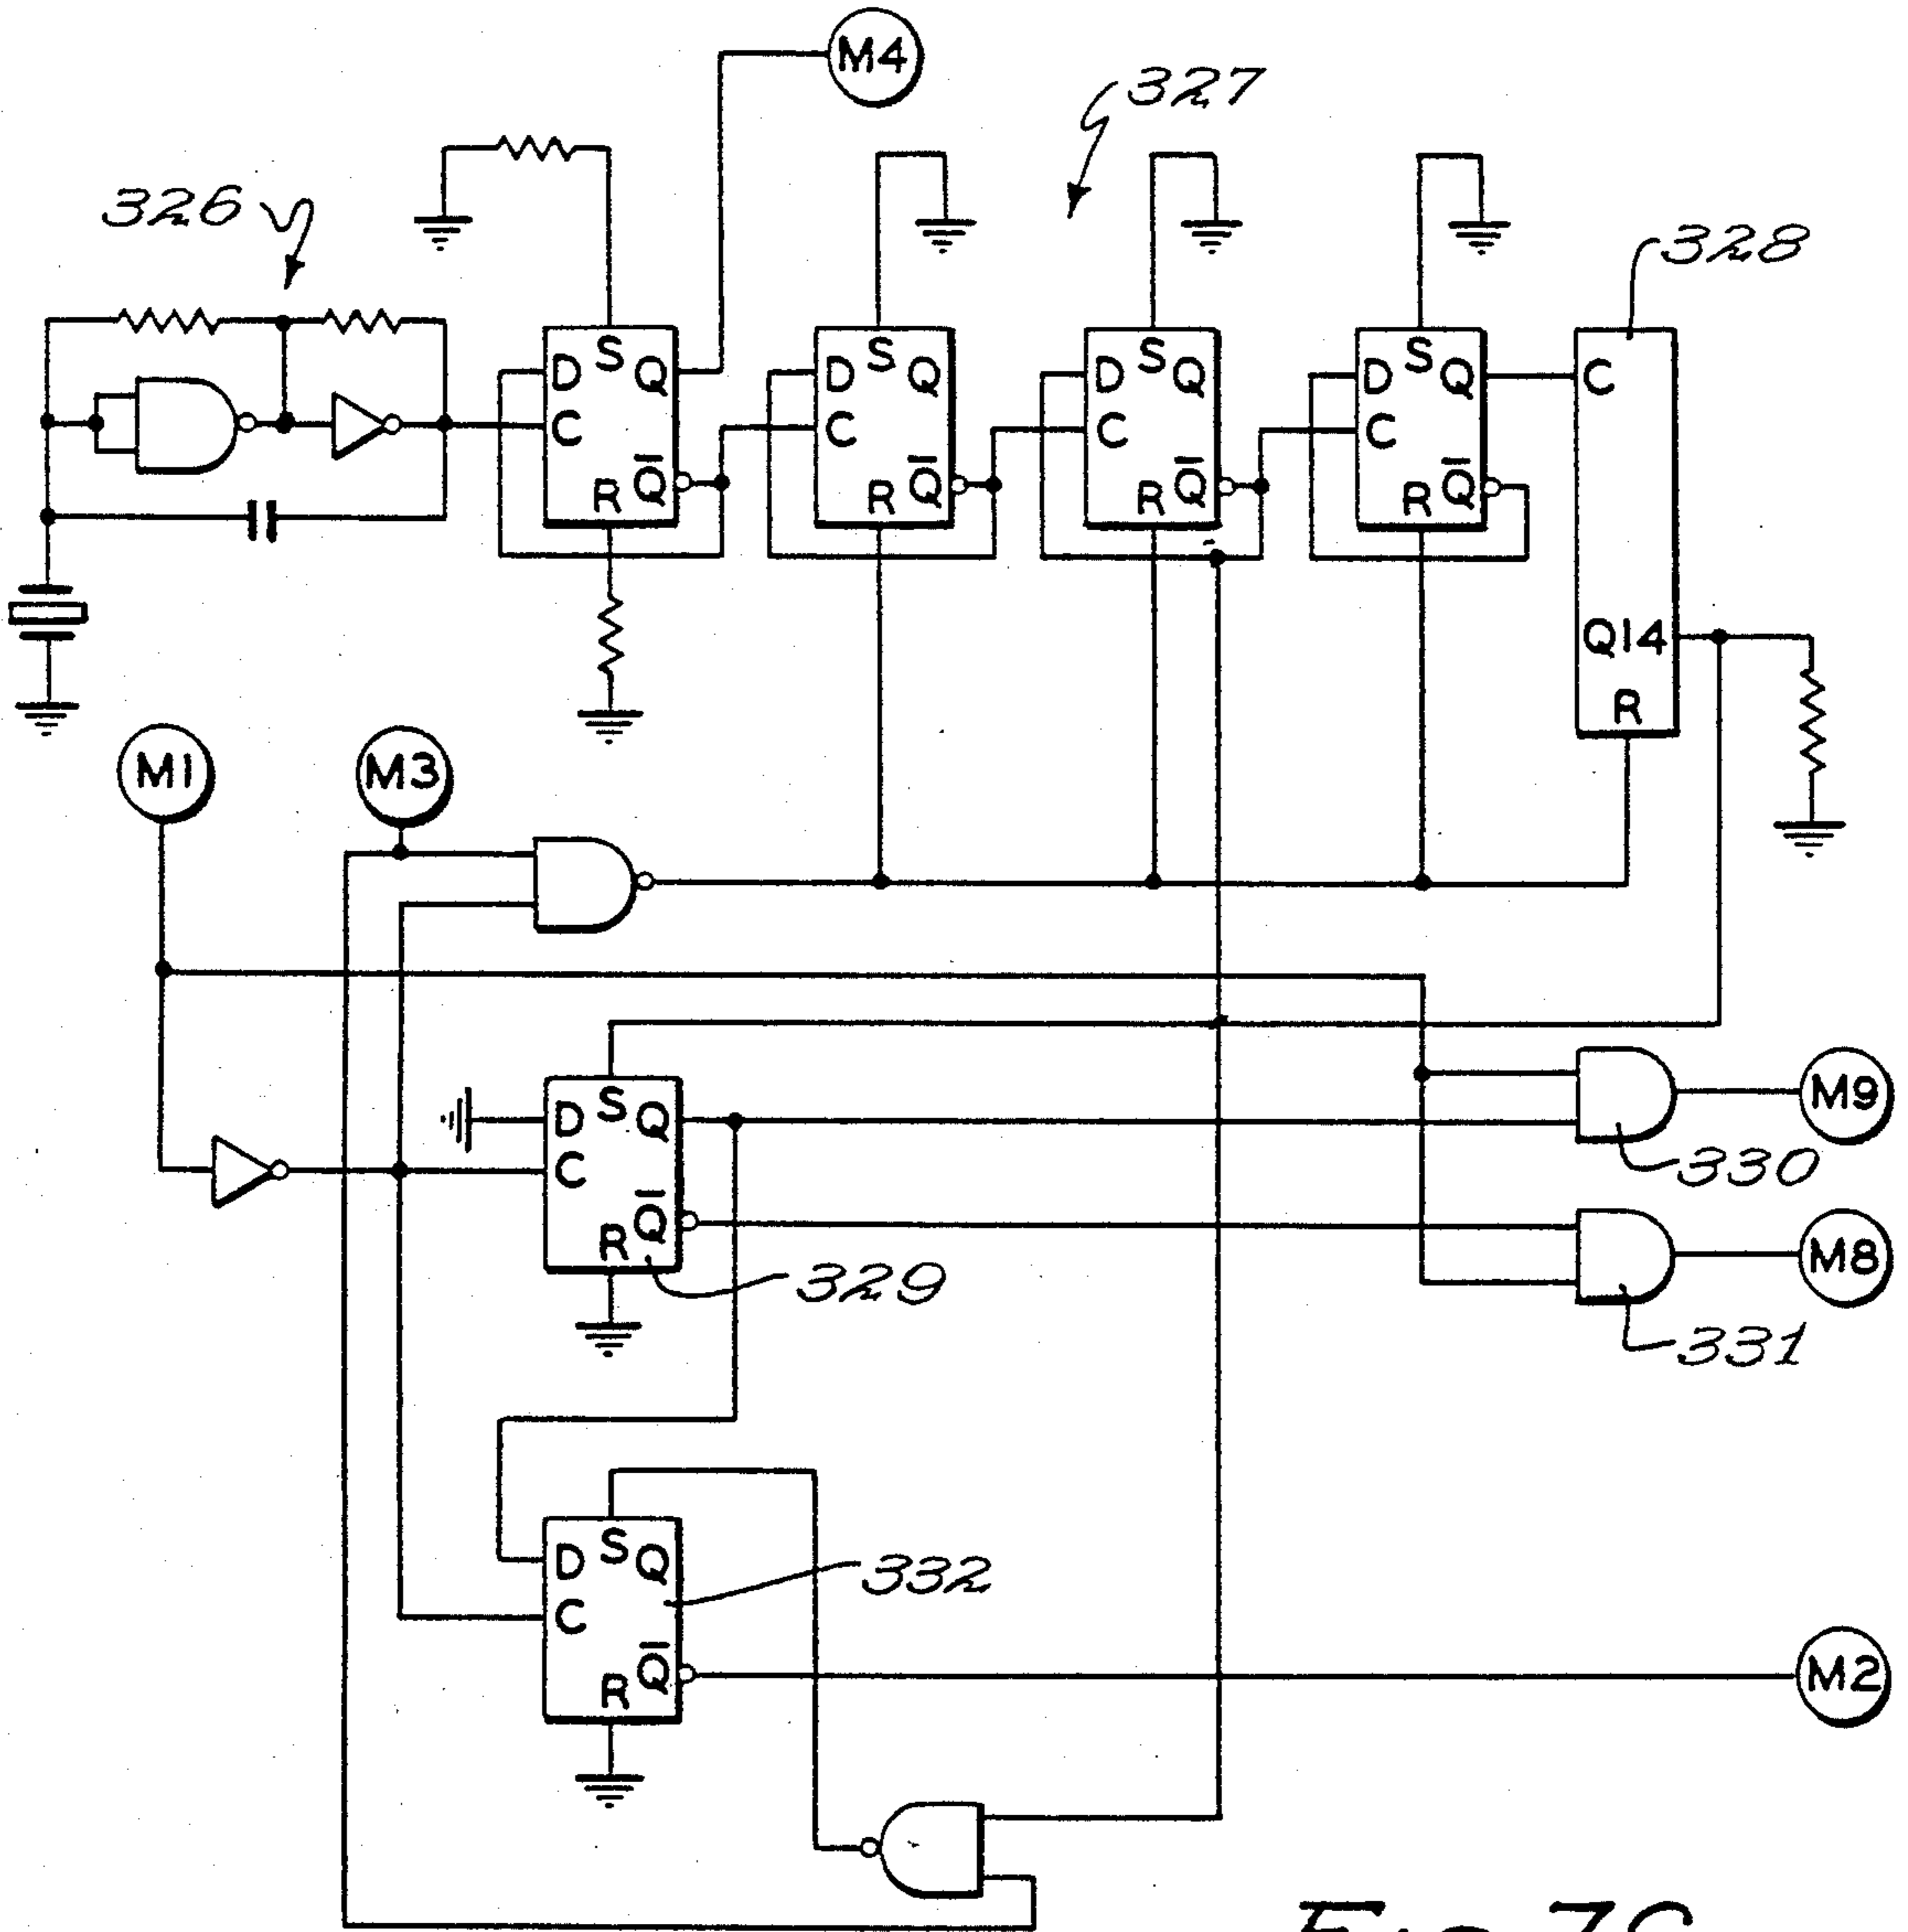 M4
327
326
328
S S S S
D Q D Q D Q D Q C
C C C C
R Q̅ R Q̅ R Q̅ R Q̅
Q14
R
M1 M3
S
D Q M9
C 330
Q̅
R M8
329
331
S
D Q 332
C
Q̅ M2
R